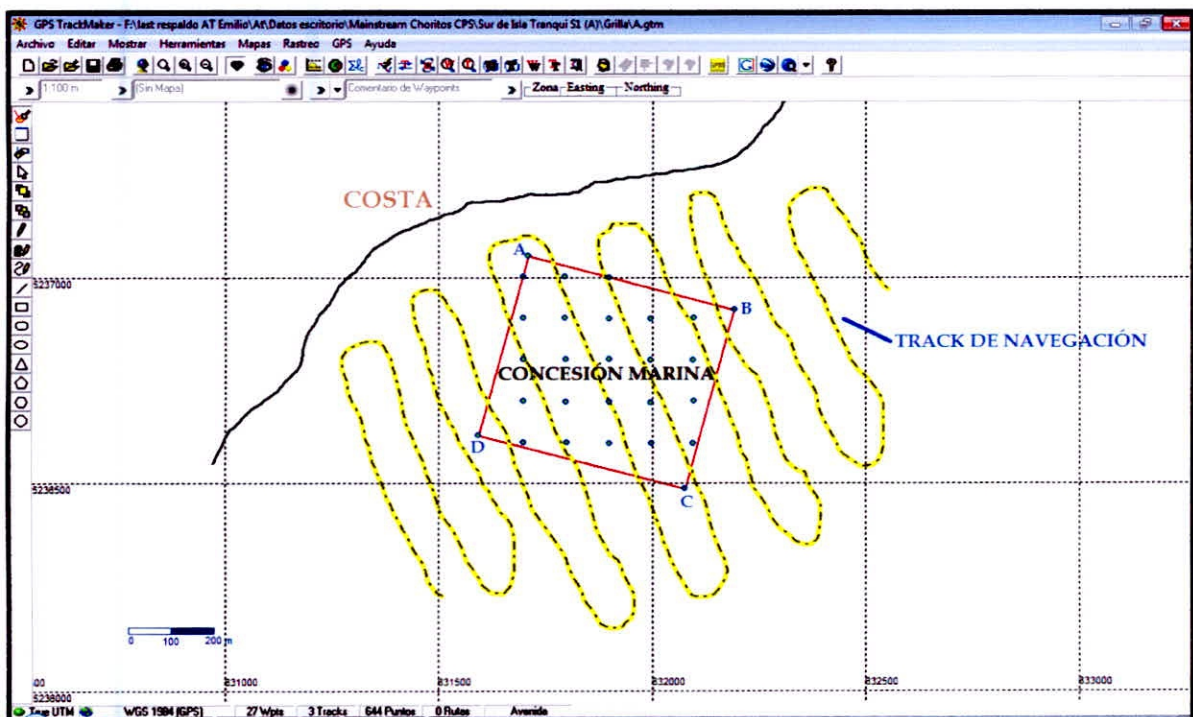 GPS TrackMaker - F:\last respaldo AT Emilio\At\Datos escritorio\Mainstream Choritos CPS\Sur de Isla Tranqui S1 (A)\Grilla\A.gtm
Archivo Editar Mostrar Herramientas Mapas Rastreo GPS Ayuda
1:100 m (Sin Mapa) Comentario de Waypoints Zona Easting Northing
COSTA
A
5237000
B
TRACK DE NAVEGACIÓN
CONCESIÓN MARINA
D
5236500
C
0 100 200 m
831000 831500 832000 832500 833000
5236000
True UTM WGS 1984 (GPS) 27 Wpts 3 Tracks 644 Puntos 0 Rutas Avenida